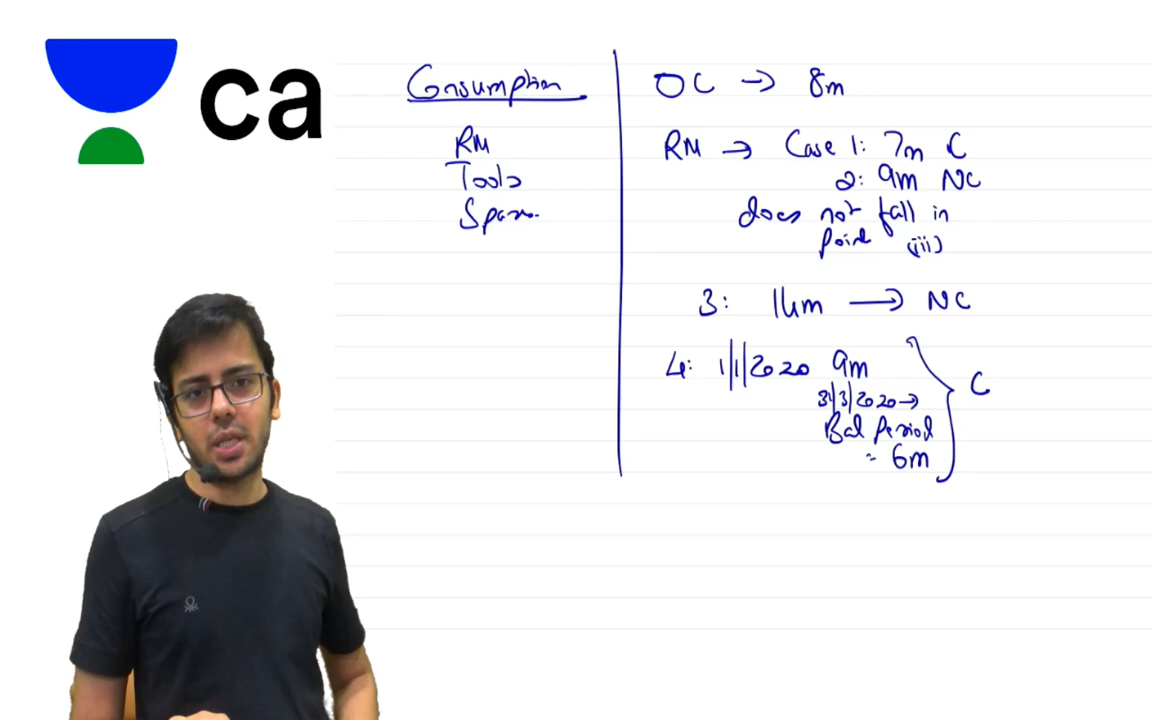 ca
Consumption
RM
Tools
Spares
OC → 8m
RM → Case 1: 7m C
2: 9m NC
does not fall in
point (iii)
3: 14m → NC
4: 1/1/2020 9m
31/3/2020 →
Bal Period
= 6m
C